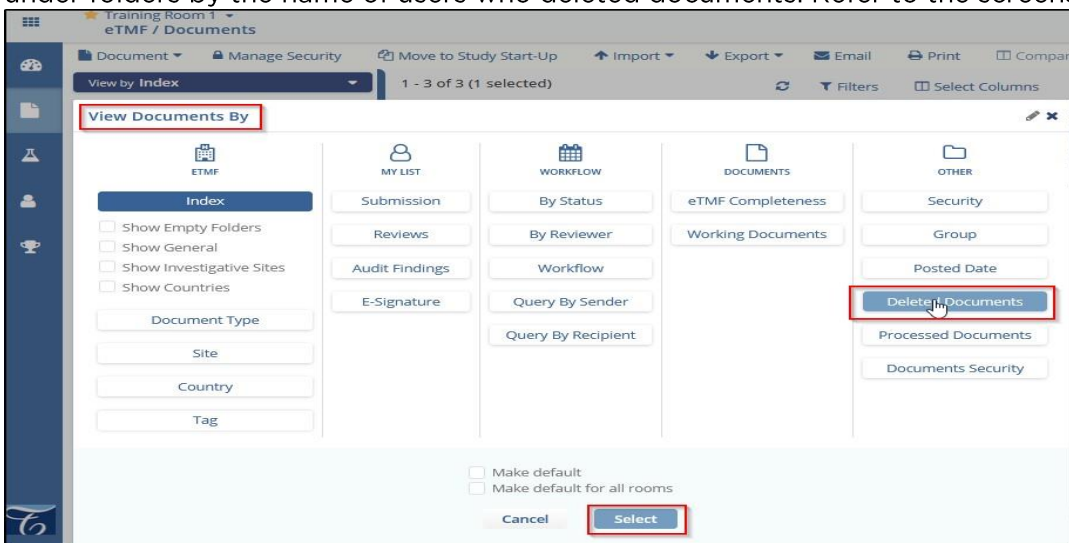 under folders by the name of users who deleted documents. Refer to the screens
Training Room 1
eTMF / Documents
Document Manage Security Move to Study Start-Up Import Export Email Print Compar
View by Index 1 - 3 of 3 (1 selected) Filters Select Columns
View Documents By
ETMF MY LIST WORKFLOW DOCUMENTS OTHER
Index Submission By Status eTMF Completeness Security
Show Empty Folders
Show General
Show Investigative Sites
Show Countries
Reviews By Reviewer Working Documents Group
Audit Findings Workflow Posted Date
E-Signature Query By Sender Deleted Documents
Document Type Query By Recipient Processed Documents
Site Documents Security
Country
Tag
Make default
Make default for all rooms
Cancel Select